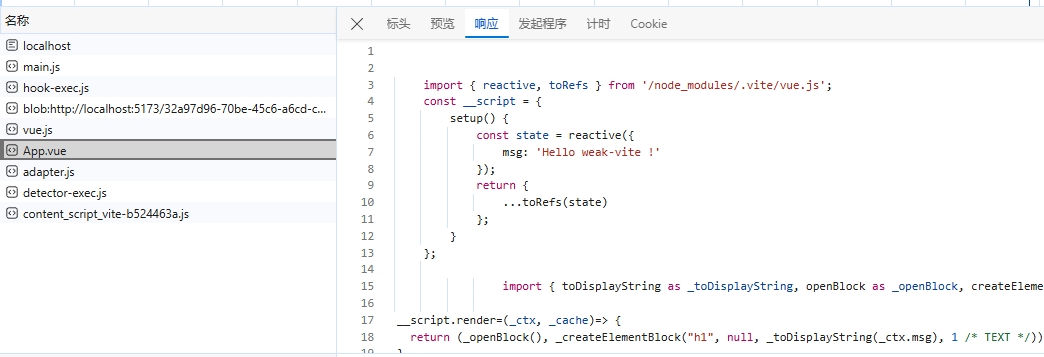 名称
localhost
main.js
hook-exec.js
blob:http://localhost:5173/32a97d96-70be-45c6-a6cd-c...
vue.js
App.vue
adapter.js
detector-exec.js
content_script_vite-b524463a.js
标头 预览 响应 发起程序 计时 Cookie
1
2
3 import { reactive, toRefs } from '/node_modules/.vite/vue.js';
4 const __script = {
5 setup() {
6 const state = reactive({
7 msg: 'Hello weak-vite !'
8 });
9 return {
10 ...toRefs(state)
11 };
12 }
13 };
14
15 import { toDisplayString as _toDisplayString, openBlock as _openBlock, createEleme
16
17 __script.render=(_ctx, _cache)=> {
18 return (_openBlock(), _createElementBlock("h1", null, _toDisplayString(_ctx.msg), 1 /* TEXT */))
19 }